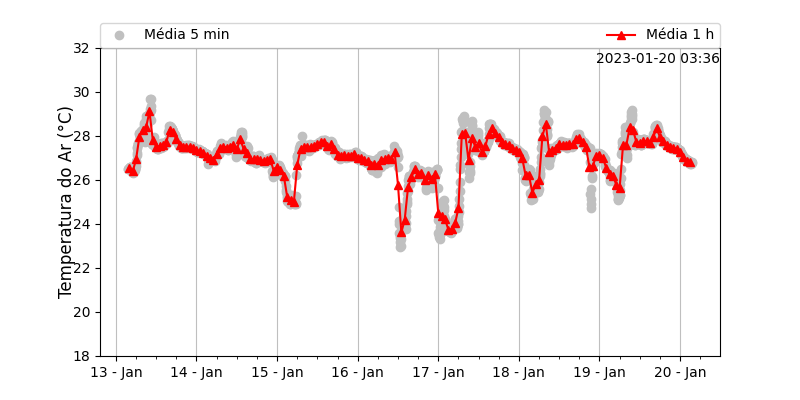 Média 5 min
Média 1 h
2023-01-20 03:36
Temperatura do Ar (°C)
32
30
28
26
24
22
20
18
13 - Jan
14 - Jan
15 - Jan
16 - Jan
17 - Jan
18 - Jan
19 - Jan
20 - Jan